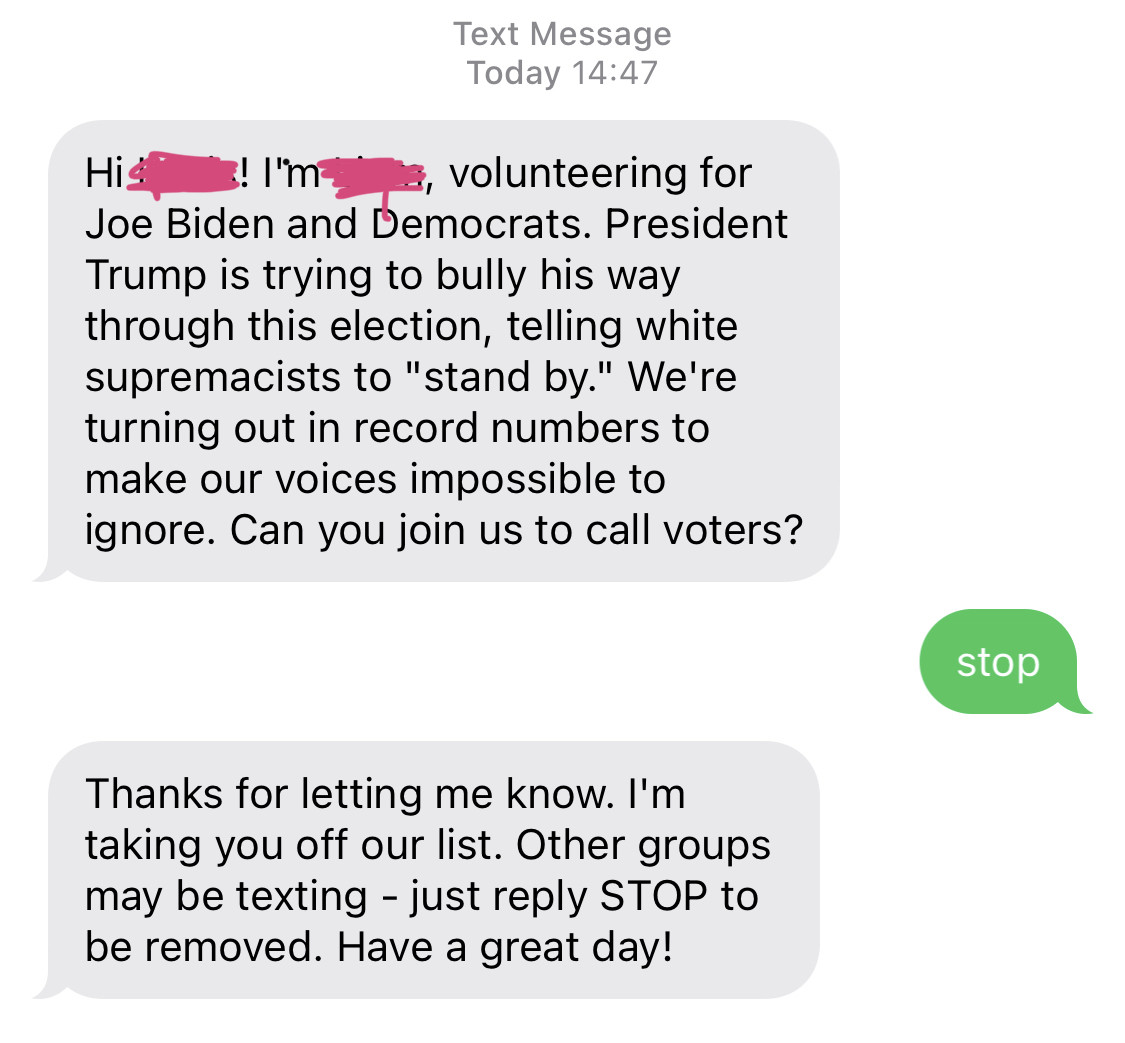 Text Message
Today 14:47
Hi ! I'm , volunteering for
Joe Biden and Democrats. President
Trump is trying to bully his way
through this election, telling white
supremacists to "stand by." We're
turning out in record numbers to
make our voices impossible to
ignore. Can you join us to call voters?
stop
Thanks for letting me know. I'm
taking you off our list. Other groups
may be texting - just reply STOP to
be removed. Have a great day!